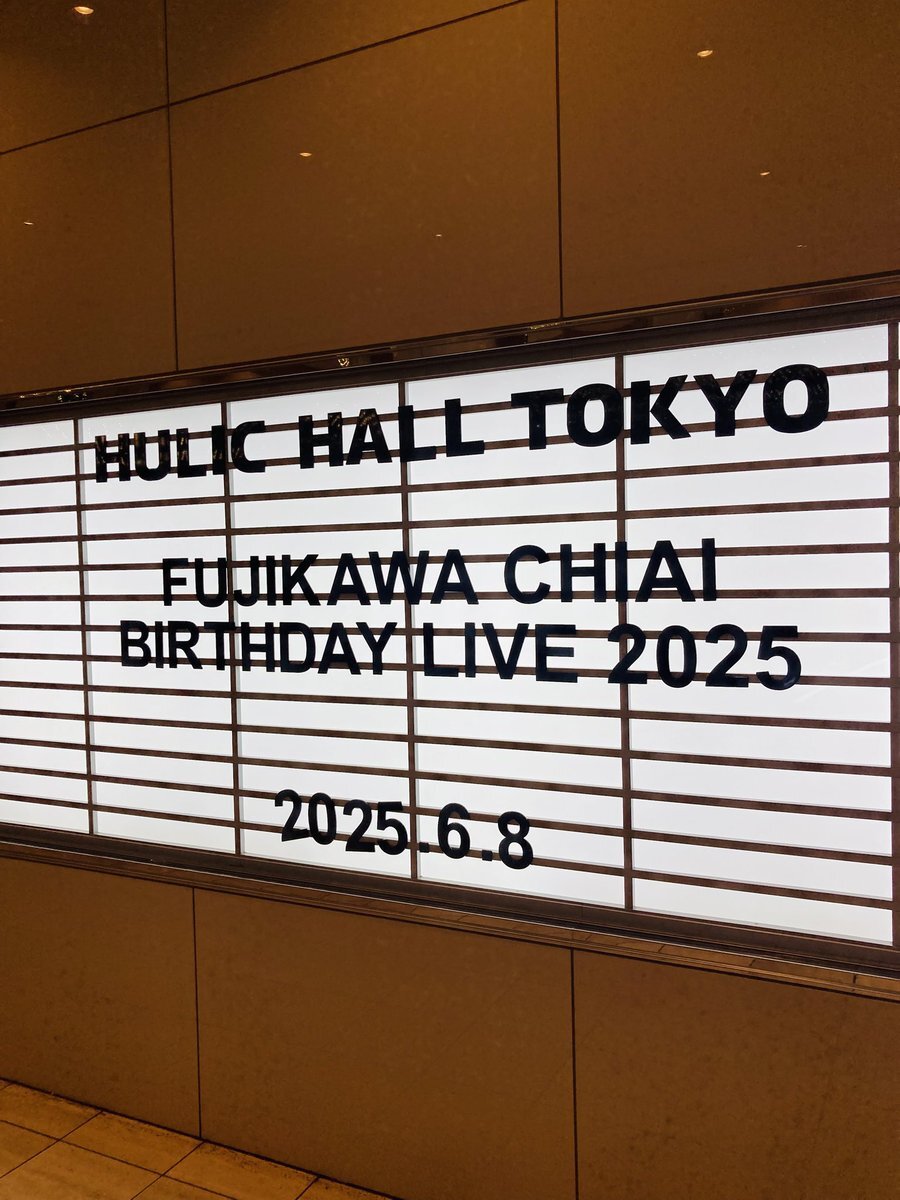 HULIC HALL TOKYO
FUJIKAWA CHIAI
BIRTHDAY LIVE 2025
2025.6.8